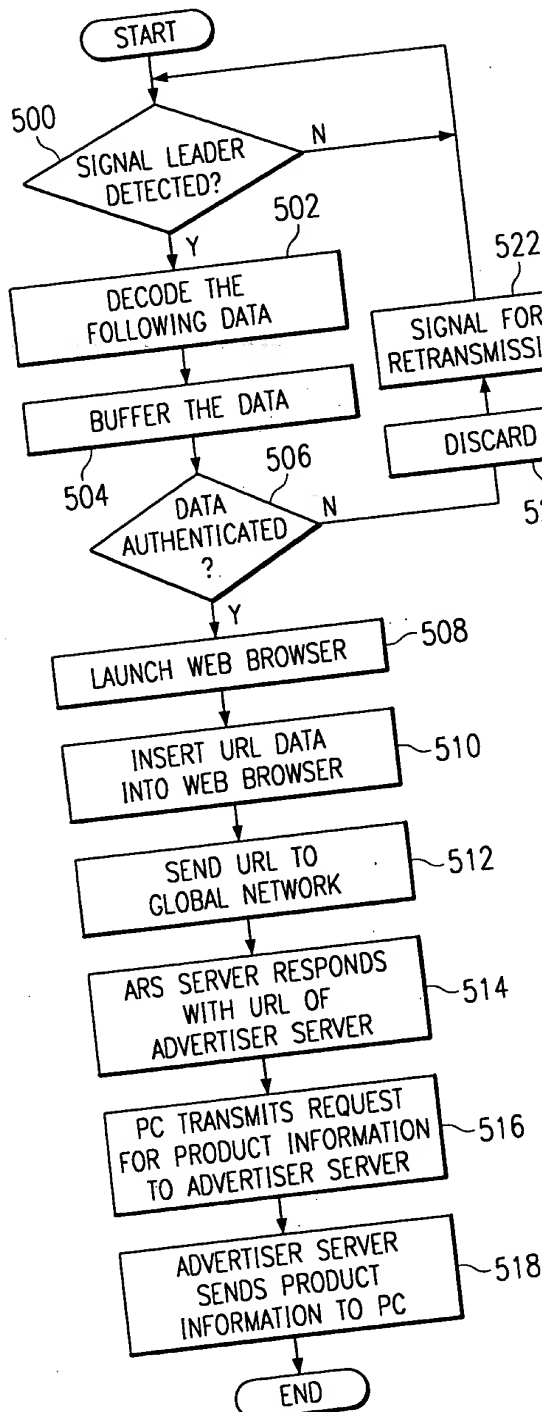 START
500
SIGNAL LEADER
DETECTED?
N
Y
502
DECODE THE
FOLLOWING DATA
522
SIGNAL FOR
BUFFER THE DATA
504
DISCARD
506
DATA
AUTHENTICATED
?
N
Y
LAUNCH WEB BROWSER
508
INSERT URL DATA
INTO WEB BROWSER
510
SEND URL TO
GLOBAL NETWORK
512
ARS SERVER RESPONDS
WITH URL OF
ADVERTISER SERVER
514
PC TRANSMITS REQUEST
FOR PRODUCT INFORMATION
TO ADVERTISER SERVER
516
ADVERTISER SERVER
SENDS PRODUCT
INFORMATION TO PC
518
END